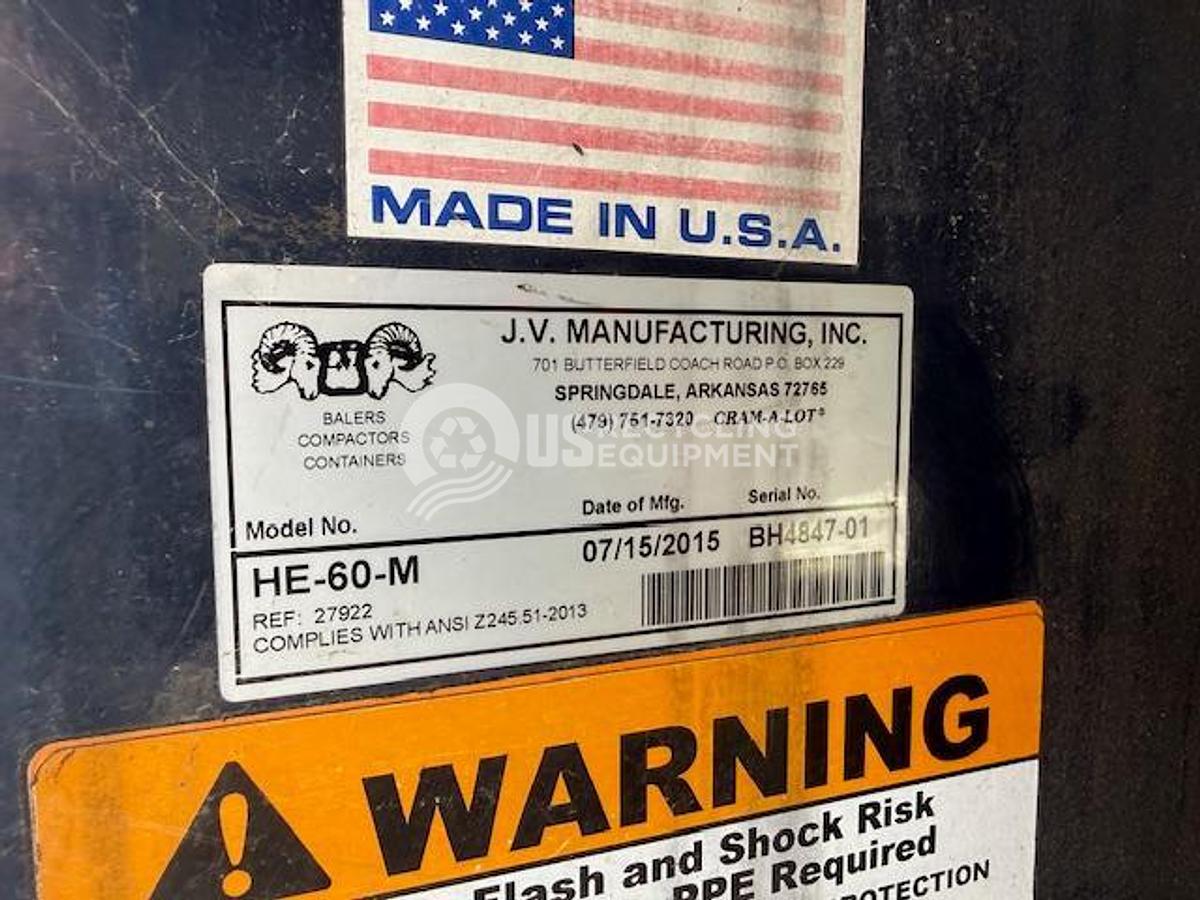 MADE IN U.S.A.
J.V. MANUFACTURING, INC.
701 BUTTERFIELD COACH ROAD P.O. BOX 229
SPRINGDALE, ARKANSAS 72765
(479) 751-7320 CRAM-A-LOT®
BALERS
COMPACTORS
CONTAINERS
US RECYCLING
EQUIPMENT
Model No. Date of Mfg. Serial No.
HE-60-M 07/15/2015 BH4847-01
REF: 27922
COMPLIES WITH ANSI Z245.51-2013
WARNING
Flash and Shock Risk
PPE Required
PROTECTION